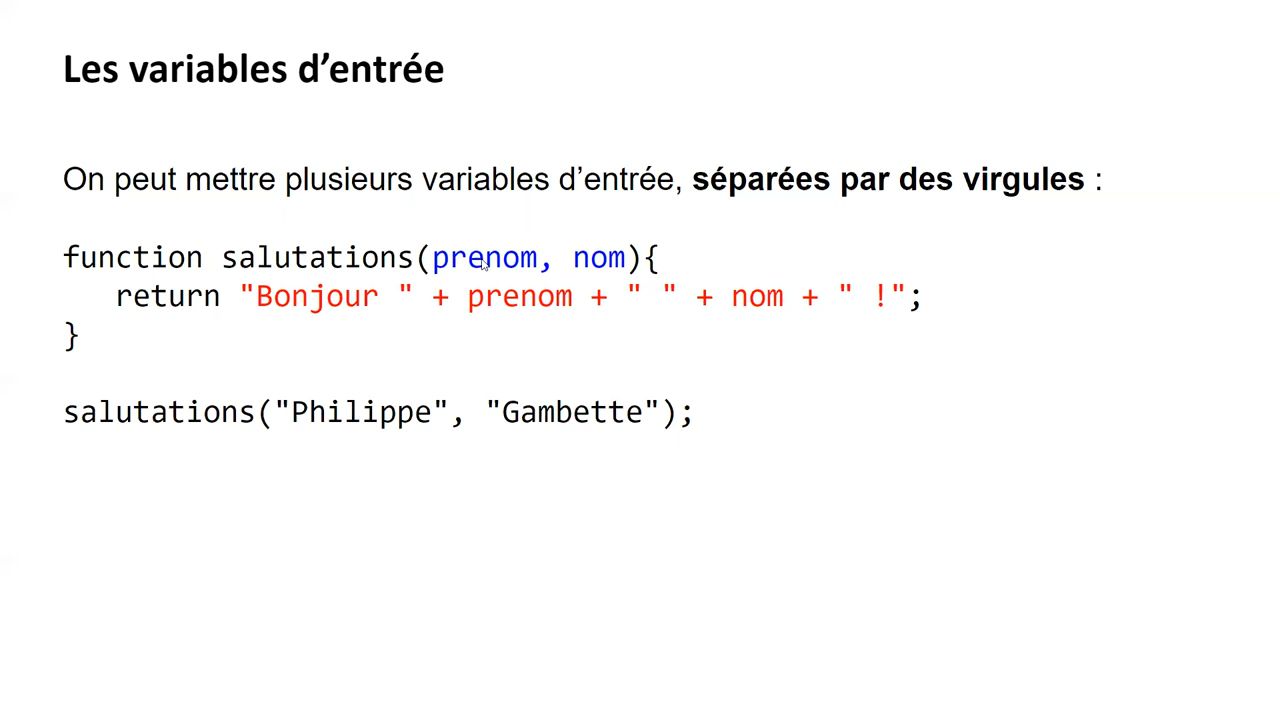 Les variables d’entrée
On peut mettre plusieurs variables d’entrée, séparées par des virgules :
function salutations(prenom, nom){
   return "Bonjour " + prenom + " " + nom + " !";
}
salutations("Philippe", "Gambette");